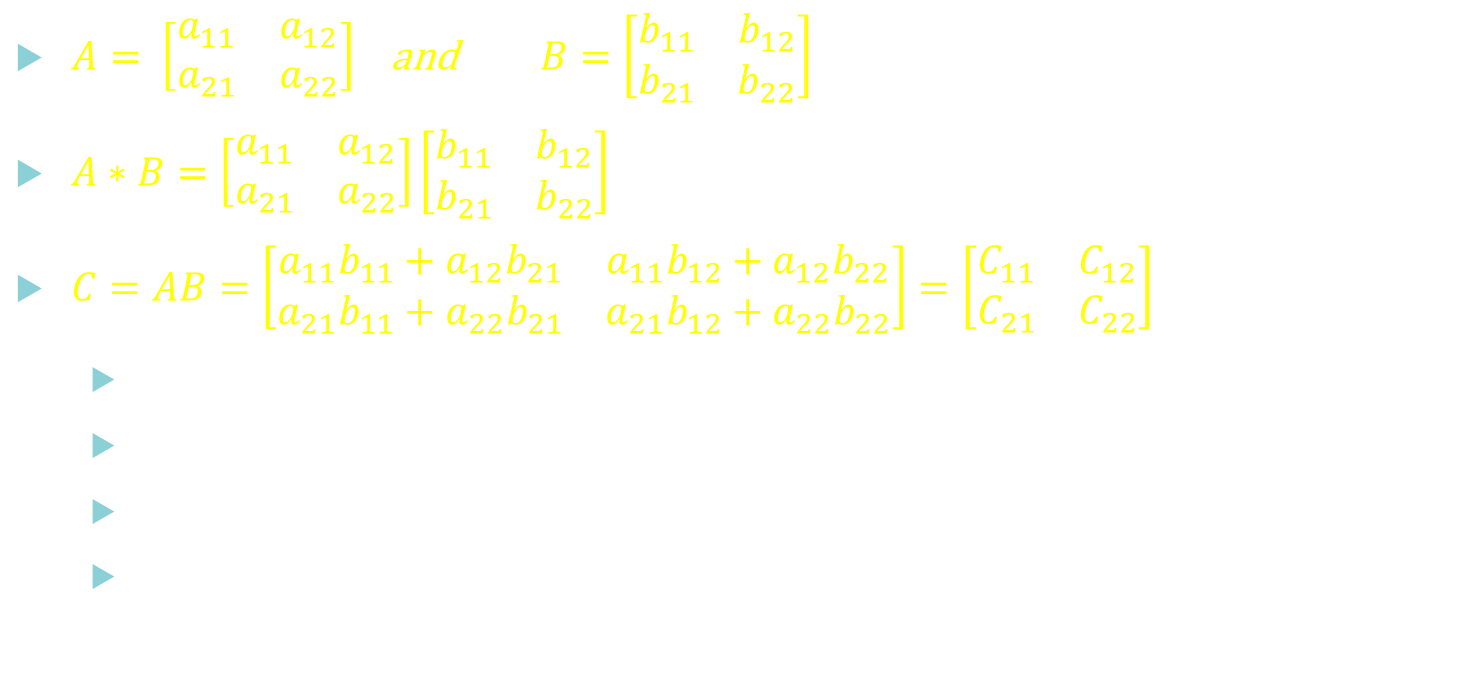 ▶ A = [a₁₁ a₁₂; a₂₁ a₂₂] and B = [b₁₁ b₁₂; b₂₁ b₂₂]
▶ A ∗ B = [a₁₁ a₁₂; a₂₁ a₂₂] [b₁₁ b₁₂; b₂₁ b₂₂]
▶ C = AB = [a₁₁b₁₁ + a₁₂b₂₁ a₁₁b₁₂ + a₁₂b₂₂; a₂₁b₁₁ + a₂₂b₂₁ a₂₁b₁₂ + a₂₂b₂₂] = [C₁₁ C₁₂; C₂₁ C₂₂]